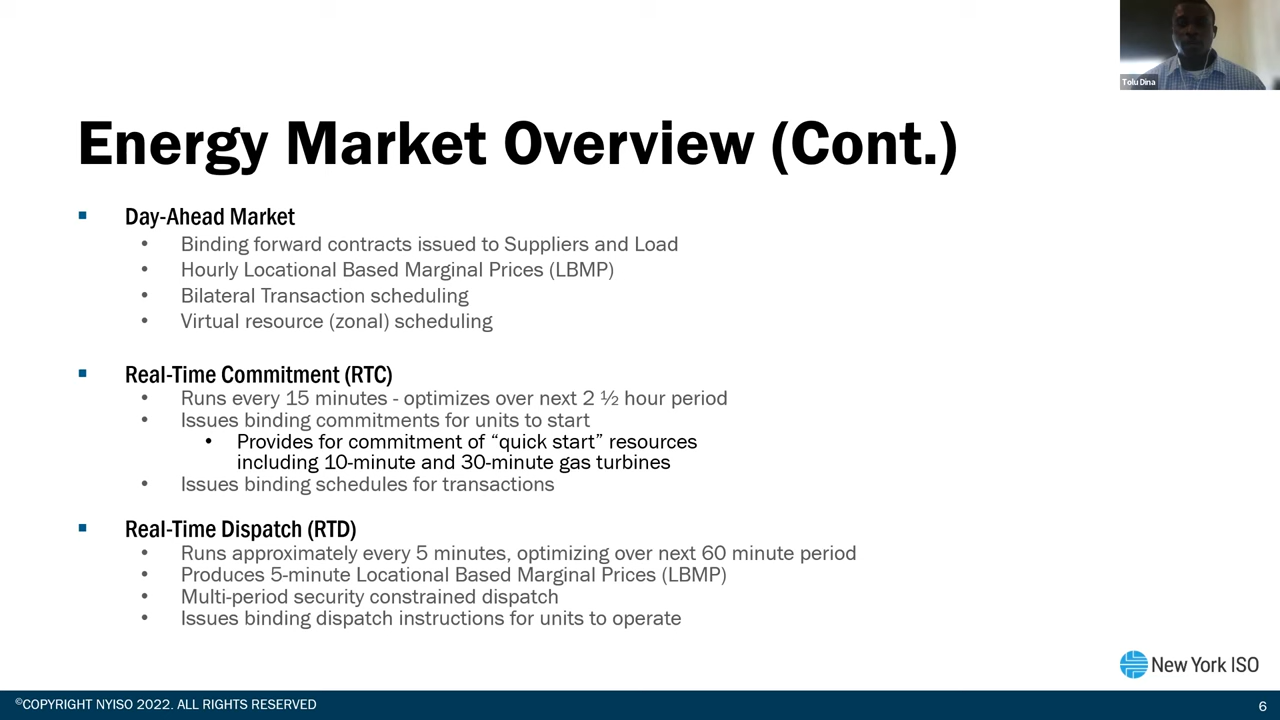 Tolu Dina
Energy Market Overview (Cont.)
▪ Day-Ahead Market
• Binding forward contracts issued to Suppliers and Load
• Hourly Locational Based Marginal Prices (LBMP)
• Bilateral Transaction scheduling
• Virtual resource (zonal) scheduling
▪ Real-Time Commitment (RTC)
• Runs every 15 minutes - optimizes over next 2 ½ hour period
• Issues binding commitments for units to start
• Provides for commitment of “quick start” resources
including 10-minute and 30-minute gas turbines
• Issues binding schedules for transactions
▪ Real-Time Dispatch (RTD)
• Runs approximately every 5 minutes, optimizing over next 60 minute period
• Produces 5-minute Locational Based Marginal Prices (LBMP)
• Multi-period security constrained dispatch
• Issues binding dispatch instructions for units to operate
New York ISO
©COPYRIGHT NYISO 2022. ALL RIGHTS RESERVED
6